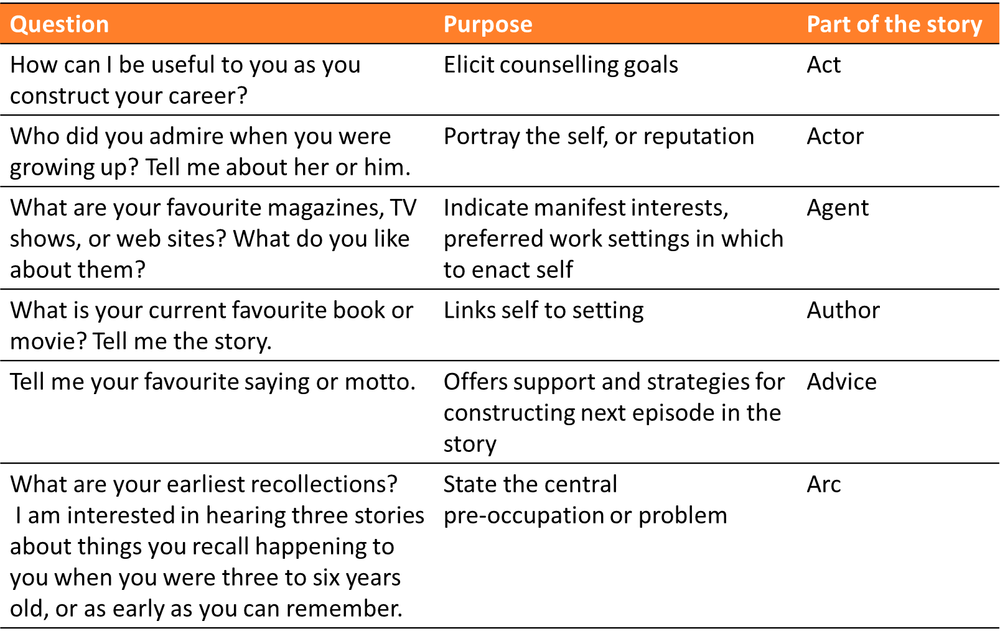 Question Purpose Part of the story
How can I be useful to you as you
construct your career?
Elicit counselling goals
Act
Who did you admire when you were
growing up? Tell me about her or him.
Portray the self, or reputation
Actor
What are your favourite magazines, TV
shows, or web sites? What do you like
about them?
Indicate manifest interests,
preferred work settings in which
to enact self
Agent
What is your current favourite book or
movie? Tell me the story.
Links self to setting
Author
Tell me your favourite saying or motto.
Offers support and strategies for
constructing next episode in the
story
Advice
What are your earliest recollections?
I am interested in hearing three stories
about things you recall happening to
you when you were three to six years
old, or as early as you can remember.
State the central
pre-occupation or problem
Arc